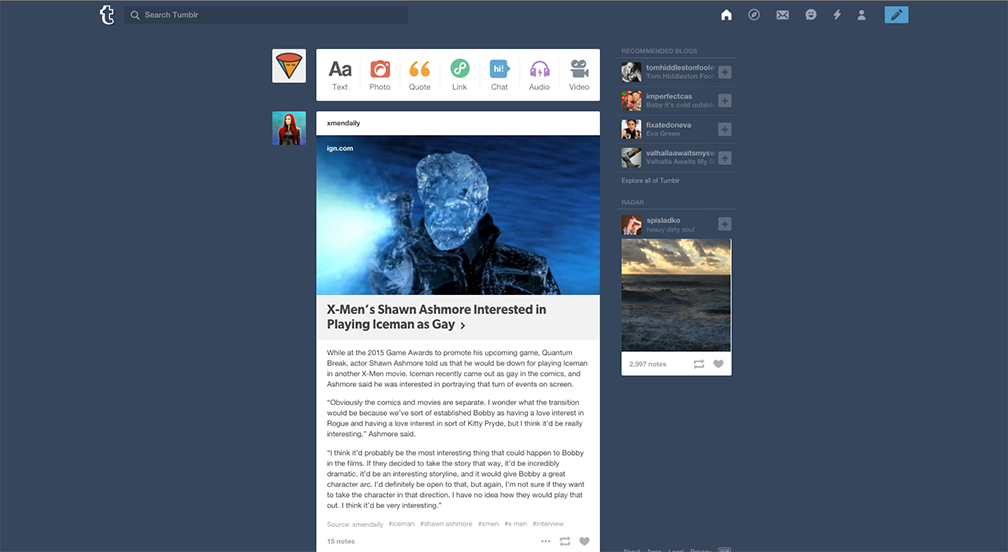 Search Tumblr
Aa
hi!
Text
Photo
Quote
Link
Chat
Audio
Video
xmendaily
ign.com
X-Men's Shawn Ashmore Interested in
Playing Iceman as Gay ›
While at the 2015 Game Awards to promote his upcoming game, Quantum
Break, actor Shawn Ashmore told us that he would be down for playing Iceman
in another X-Men movie. Iceman recently came out as gay in the comics, and
Ashmore said he was interested in portraying that turn of events on screen.
"Obviously the comics and movies are separate. I wonder what the transition
would be because we've sort of established Bobby as having a love interest in
Rogue and having a love interest in sort of Kitty Pryde, but I think it'd be really
interesting," Ashmore said.
"I think it'd probably be the most interesting thing that could happen to Bobby
in the films. If they decided to take the story that way, it'd be incredibly
dramatic, it'd be an interesting storyline, and it would give Bobby a great
character arc. I'd definitely be open to that, but again, I'm not sure if they want
to take the character in that direction. I have no idea how they would play that
out. I think it'd be very interesting."
Source: xmendaily #iceman #shawn ashmore #xmen #x men #interview
15 notes
RECOMMENDED BLOGS
tomhiddlestonfoole
Tom Hiddleston Foo
imperfectcas
Baby it's cold outsid
fixatedoneva
Eva Green
valhallaawaitsmysw
Valhalla Awaits My
Explore all of Tumblr
RADAR
spisladko
heavy dirty soul
2,997 notes